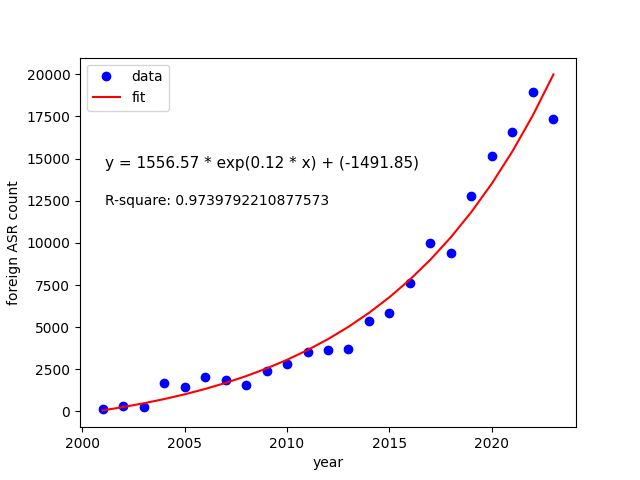 data
fit
y = 1556.57 * exp(0.12 * x) + (-1491.85)
R-square: 0.9739792210877573
foreign ASR count
20000
17500
15000
12500
10000
7500
5000
2500
0
2000
2005
2010
2015
2020
year